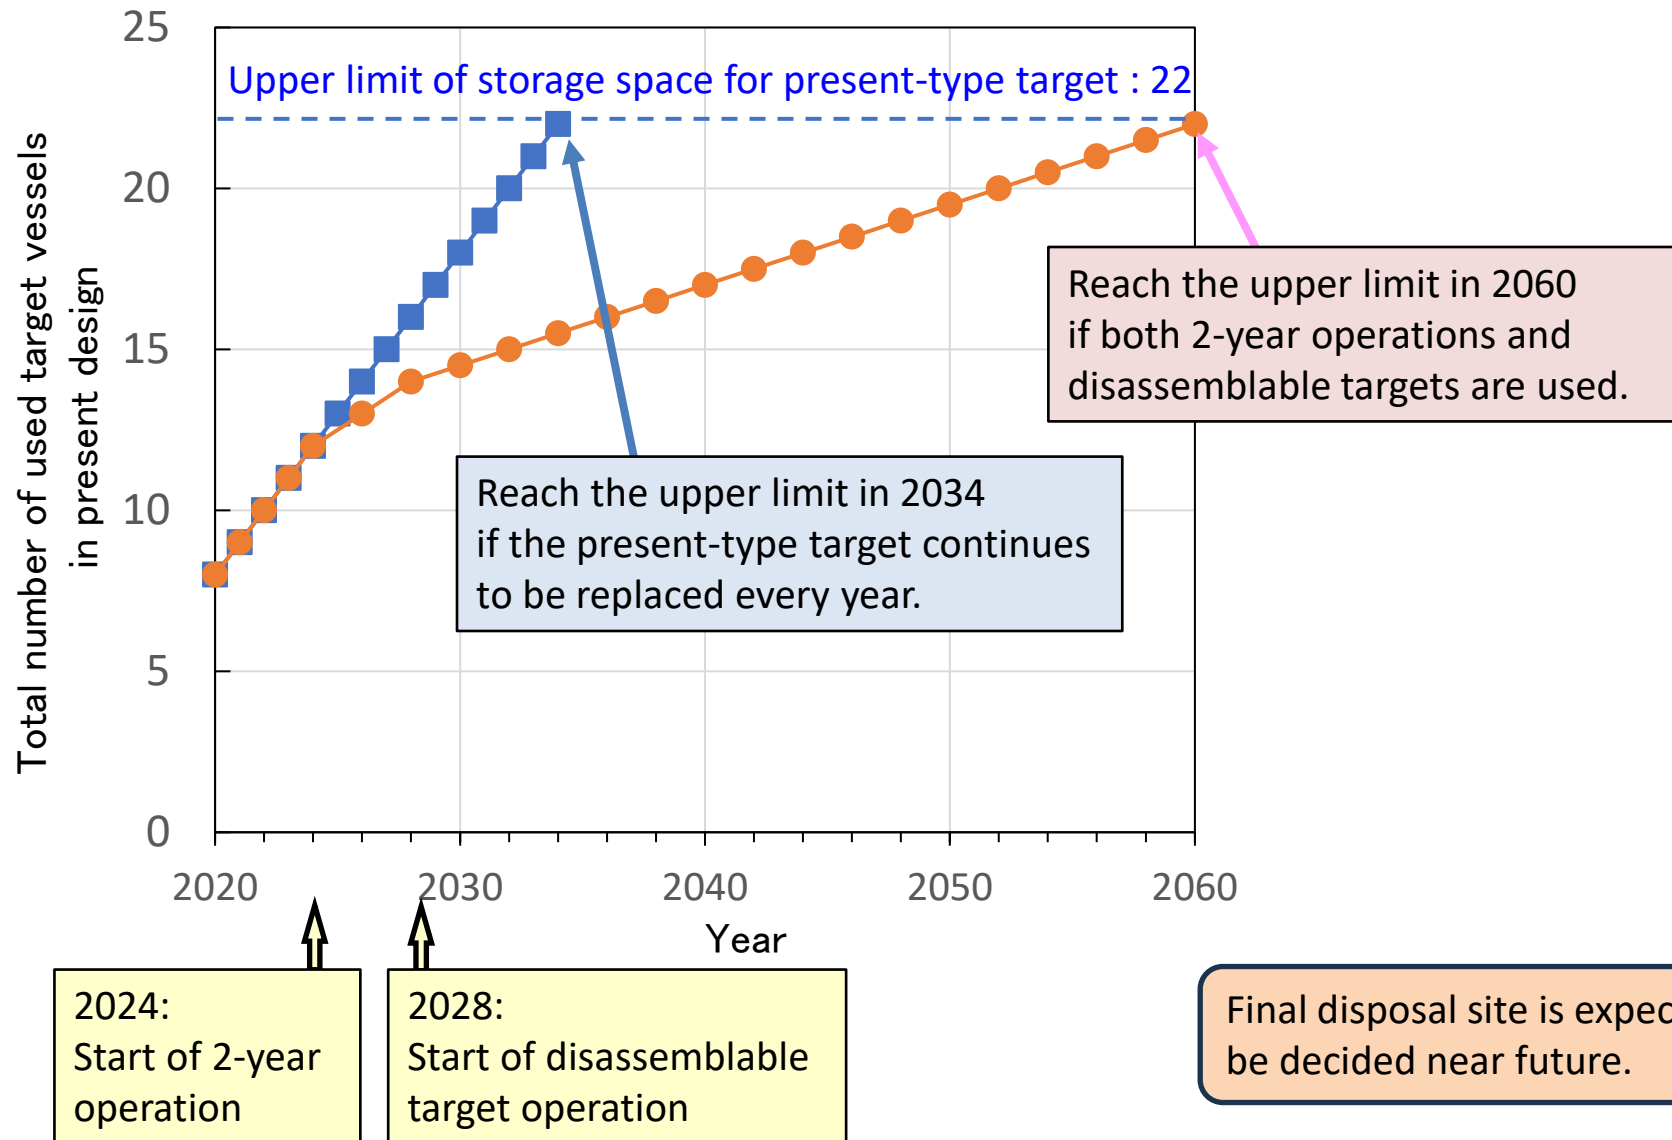 25
Upper limit of storage space for present-type target : 22
20
15
10
5
0
Total number of used target vessels
in present design
Reach the upper limit in 2060
if both 2-year operations and
disassemblable targets are used.
Reach the upper limit in 2034
if the present-type target continues
to be replaced every year.
2020 2030 2040 2050 2060
Year
2024:
Start of 2-year
operation
2028:
Start of disassemblable
target operation
Final disposal site is
be decided near future.